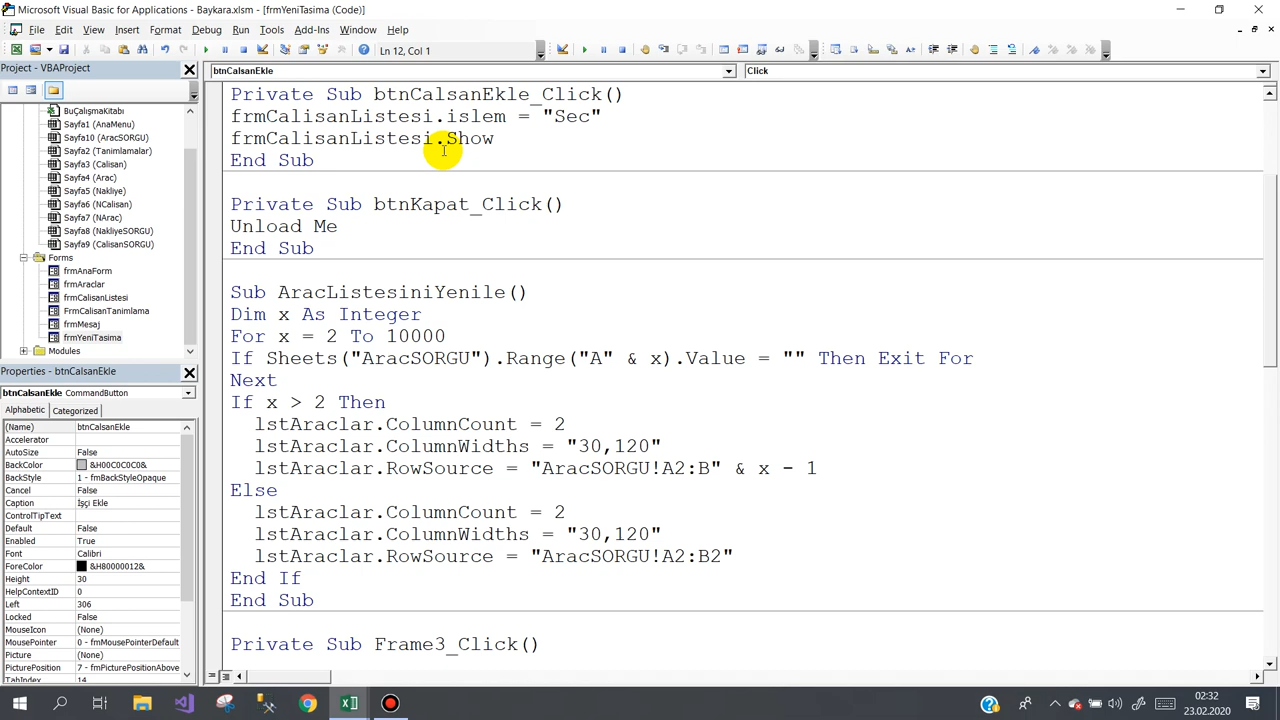 Microsoft Visual Basic for Applications - Baykara.xlsm - [frmYeniTasima (Code)]
File Edit View Insert Format Debug Run Tools Add-Ins Window Help
Ln 12, Col 1
Project - VBAProject
btnCalsanEkle
Click
BuÇalışmaKitabı
Sayfa1 (AnaMenu)
Sayfa10 (AracSORGU)
Sayfa2 (Tanimlamalar)
Sayfa3 (Calisan)
Sayfa4 (Arac)
Sayfa5 (Nakliye)
Sayfa6 (NCalisan)
Sayfa7 (NArac)
Sayfa8 (NakliyeSORGU)
Sayfa9 (CalisanSORGU)
Forms
frmAnaForm
frmAraclar
frmCalisanListesi
FrmCalisanTanimlama
frmMesaj
frmYeniTasima
Modules
Properties - btnCalsanEkle
btnCalsanEkle CommandButton
Alphabetic Categorized
(Name) btnCalsanEkle
Accelerator
AutoSize False
BackColor &H00C0C0C0&
BackStyle 1 - fmBackStyleOpaque
Cancel False
Caption İşçi Ekle
ControlTipText
Default False
Enabled True
Font Calibri
ForeColor &H80000012&
Height 30
HelpContextID 0
Left 306
Locked False
MouseIcon (None)
MousePointer 0 - fmMousePointerDefault
Picture (None)
PicturePosition 7 - fmPicturePositionAbove
TabIndex 14
Private Sub btnCalsanEkle_Click()
frmCalisanListesi.islem = "Sec"
frmCalisanListesi.Show
End Sub
Private Sub btnKapat_Click()
Unload Me
End Sub
Sub AracListesiniYenile()
Dim x As Integer
For x = 2 To 10000
If Sheets("AracSORGU").Range("A" & x).Value = "" Then Exit For
Next
If x > 2 Then
lstAraclar.ColumnCount = 2
lstAraclar.ColumnWidths = "30,120"
lstAraclar.RowSource = "AracSORGU!A2:B" & x - 1
Else
lstAraclar.ColumnCount = 2
lstAraclar.ColumnWidths = "30,120"
lstAraclar.RowSource = "AracSORGU!A2:B2"
End If
End Sub
Private Sub Frame3_Click()
02:32
23.02.2020